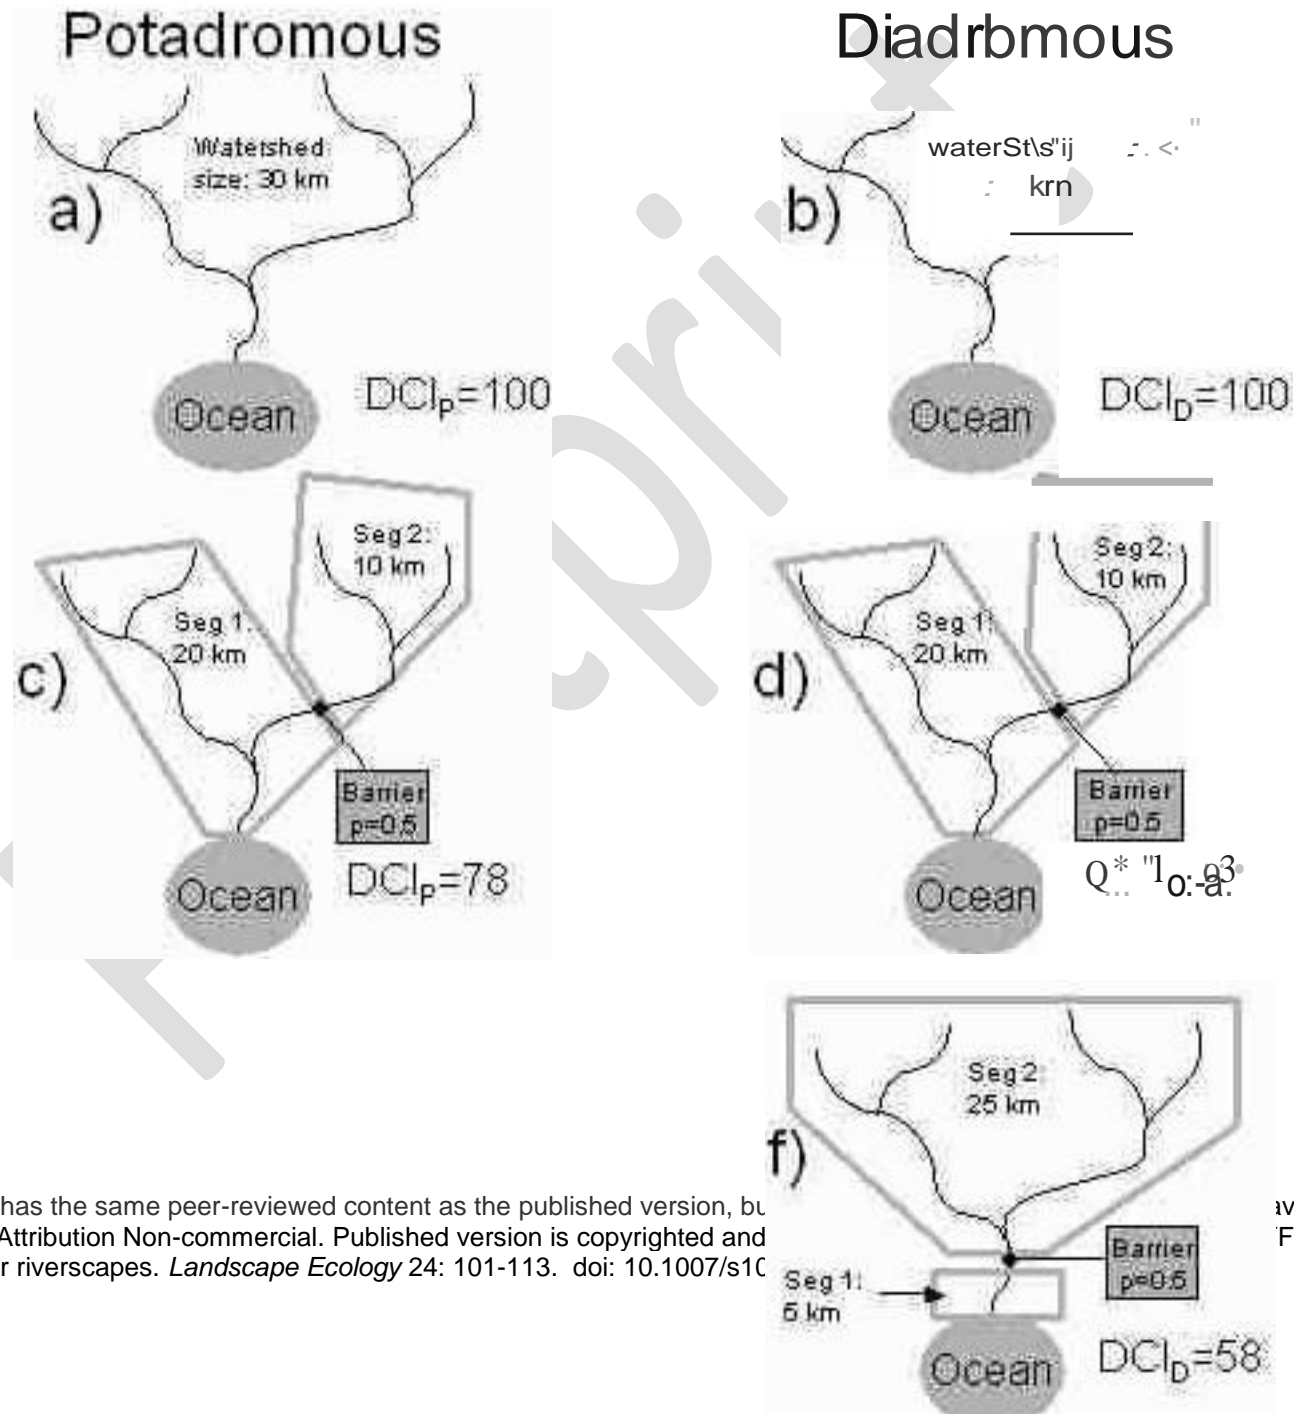 Potadromous
Diadrbmous
Watershed
size: 30 km
a)
DCIP=100
Ocean
waterSt\s"ij
krn
b)
DCID=100
Ocean
Seg 2:
10 km
Seg 1:
20 km
c)
Barrier
p=0.5
DCIP=78
Ocean
Seg 2:
10 km
Seg 1:
20 km
d)
Barrier
p=0.5
Ocean
Seg 2:
25 km
f)
has the same peer-reviewed content as the published version, bu
av
Attribution Non-commercial. Published version is copyrighted and
r riverscapes. Landscape Ecology 24: 101-113. doi: 10.1007/s10
Barrier
p=0.5
Seg 1:
5 km
DCID=58
Ocean